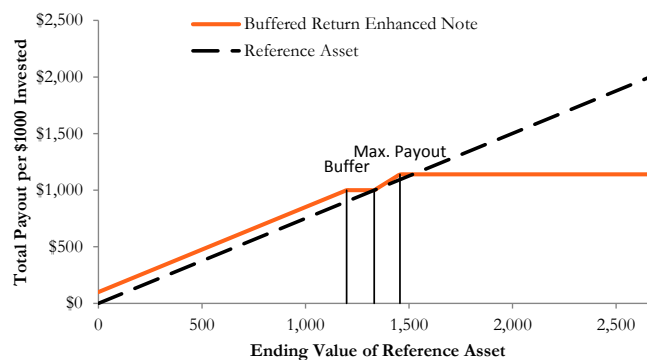 $2,500
Buffered Return Enhanced Note
Reference Asset
$2,000
$1,500
Max. Payout
Buffer
$1,000
$500
$0
0
500
1,000
1,500
2,000
2,500
Total Payout per $1000 Invested
Ending Value of Reference Asset